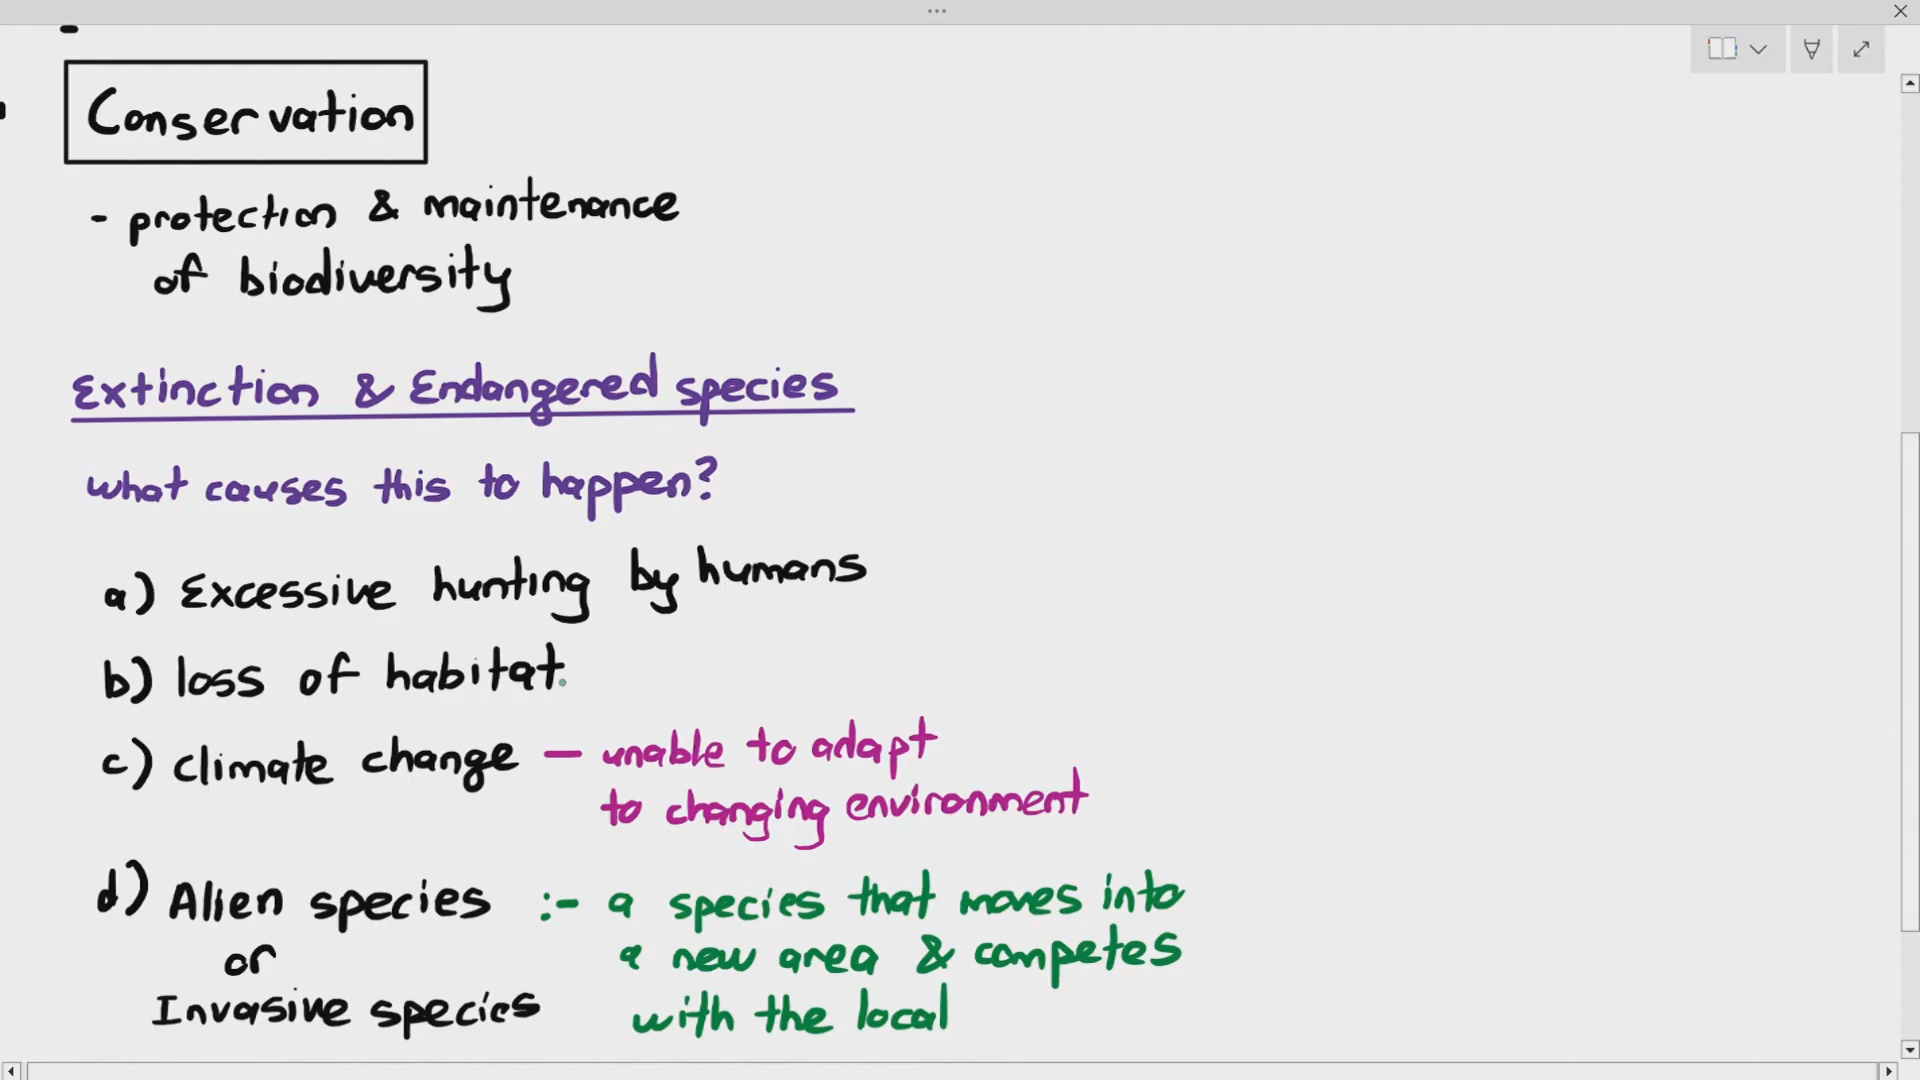 Conservation
- protection & maintenance
of biodiversity
Extinction & Endangered species
what causes this to happen?
a) Excessive hunting by humans
b) loss of habitat
c) climate change — unable to adapt
to changing environment
d) Alien species :- a species that moves into
or a new area & competes
Invasive species with the local